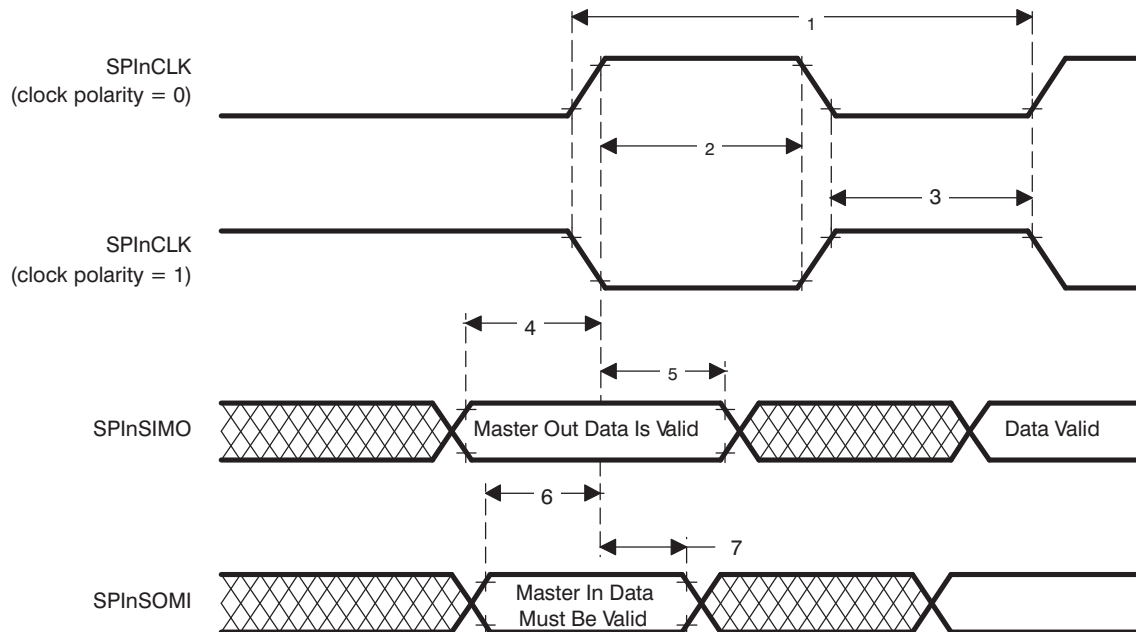 1
SPInCLK
(clock polarity = 0)
2
3
SPInCLK
(clock polarity = 1)
4
5
SPInSIMO
Master Out Data Is Valid
Data Valid
6
7
SPInSOMI
Master In Data
Must Be Valid